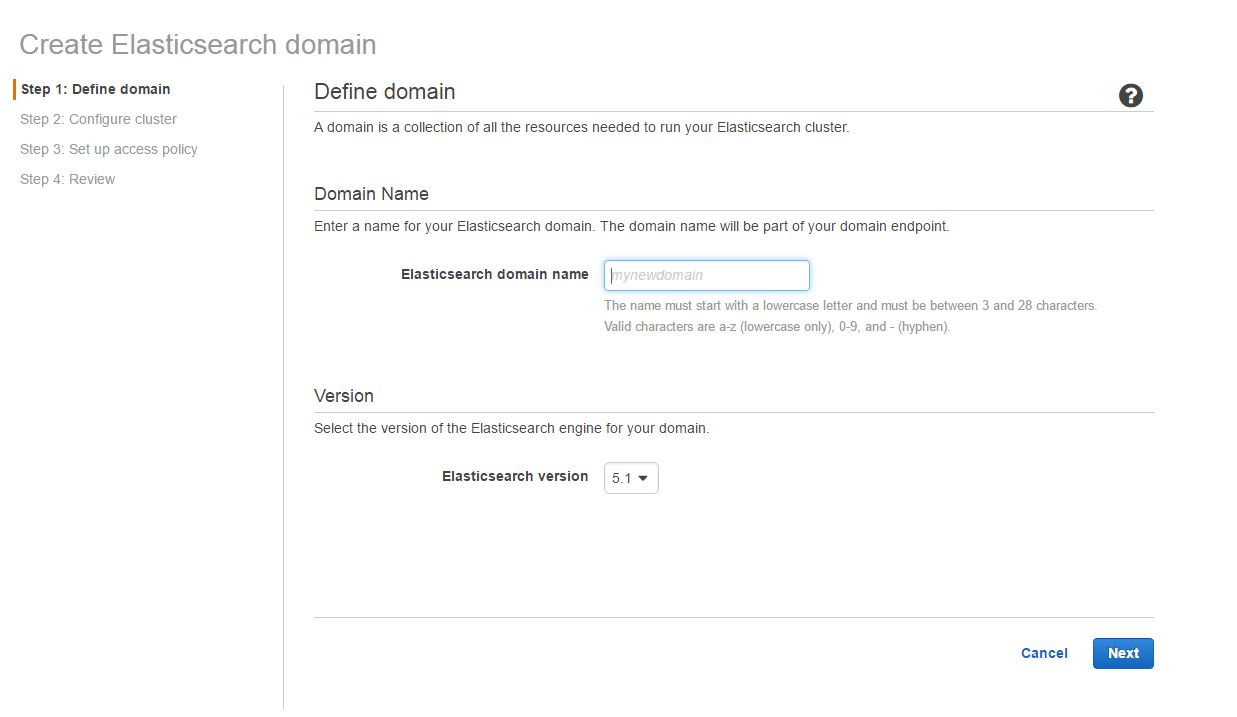 Create Elasticsearch domain
Step 1: Define domain
Step 2: Configure cluster
Step 3: Set up access policy
Step 4: Review
Define domain
?
A domain is a collection of all the resources needed to run your Elasticsearch cluster.
Domain Name
Enter a name for your Elasticsearch domain. The domain name will be part of your domain endpoint.
Elasticsearch domain name
mynewdomain
The name must start with a lowercase letter and must be between 3 and 28 characters.
Valid characters are a-z (lowercase only), 0-9, and - (hyphen).
Version
Select the version of the Elasticsearch engine for your domain.
Elasticsearch version
5.1
Cancel
Next